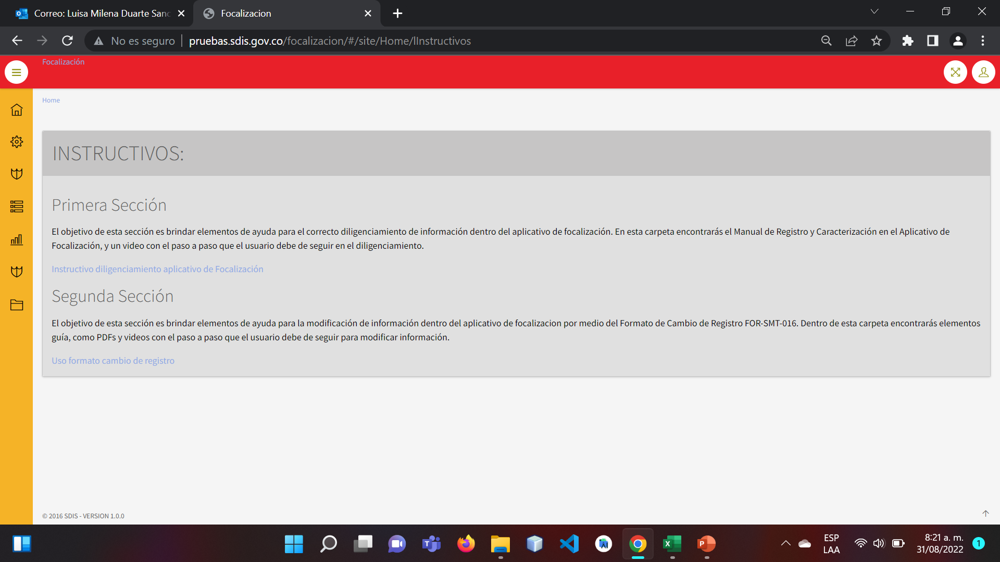 Correo: Luisa Milena Duarte Sanc
Focalizacion
No es seguro
pruebas.sdis.gov.co/focalizacion/#/site/Home/lInstructivos
Focalización
Home
INSTRUCTIVOS:
Primera Sección
El objetivo de esta sección es brindar elementos de ayuda para el correcto diligenciamiento de información dentro del aplicativo de focalización. En esta carpeta encontrarás el Manual de Registro y Caracterización en el Aplicativo de
Focalización, y un video con el paso a paso que el usuario debe de seguir en el diligenciamiento.
Instructivo diligenciamiento aplicativo de Focalización
Segunda Sección
El objetivo de esta sección es brindar elementos de ayuda para la modificación de información dentro del aplicativo de focalizacion por medio del Formato de Cambio de Registro FOR-SMT-016. Dentro de esta carpeta encontrarás elementos
guía, como PDFs y videos con el paso a paso que el usuario debe de seguir para modificar información.
Uso formato cambio de registro
© 2016 SDIS - VERSION 1.0.0
ESP
LAA
8:21 a. m.
31/08/2022
1